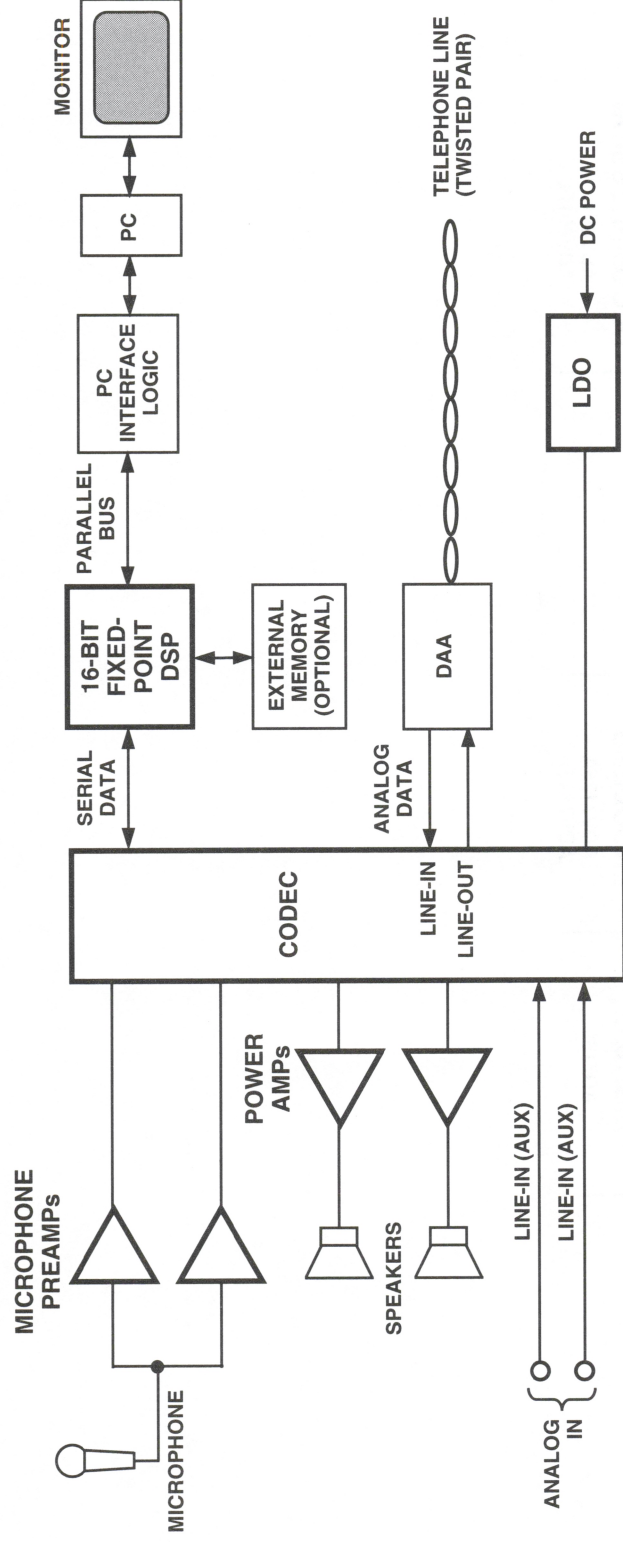 MICROPHONE
PREAMPs
MICROPHONE
POWER
AMPs
SPEAKERS
LINE-IN (AUX)
LINE-IN (AUX)
ANALOG
IN
CODEC
LINE-IN
LINE-OUT
SERIAL
DATA
16-BIT
FIXED-
POINT
DSP
PARALLEL
BUS
PC
INTERFACE
LOGIC
PC
MONITOR
EXTERNAL
MEMORY
(OPTIONAL)
ANALOG
DATA
DAA
TELEPHONE LINE
(TWISTED PAIR)
LDO
DC POWER